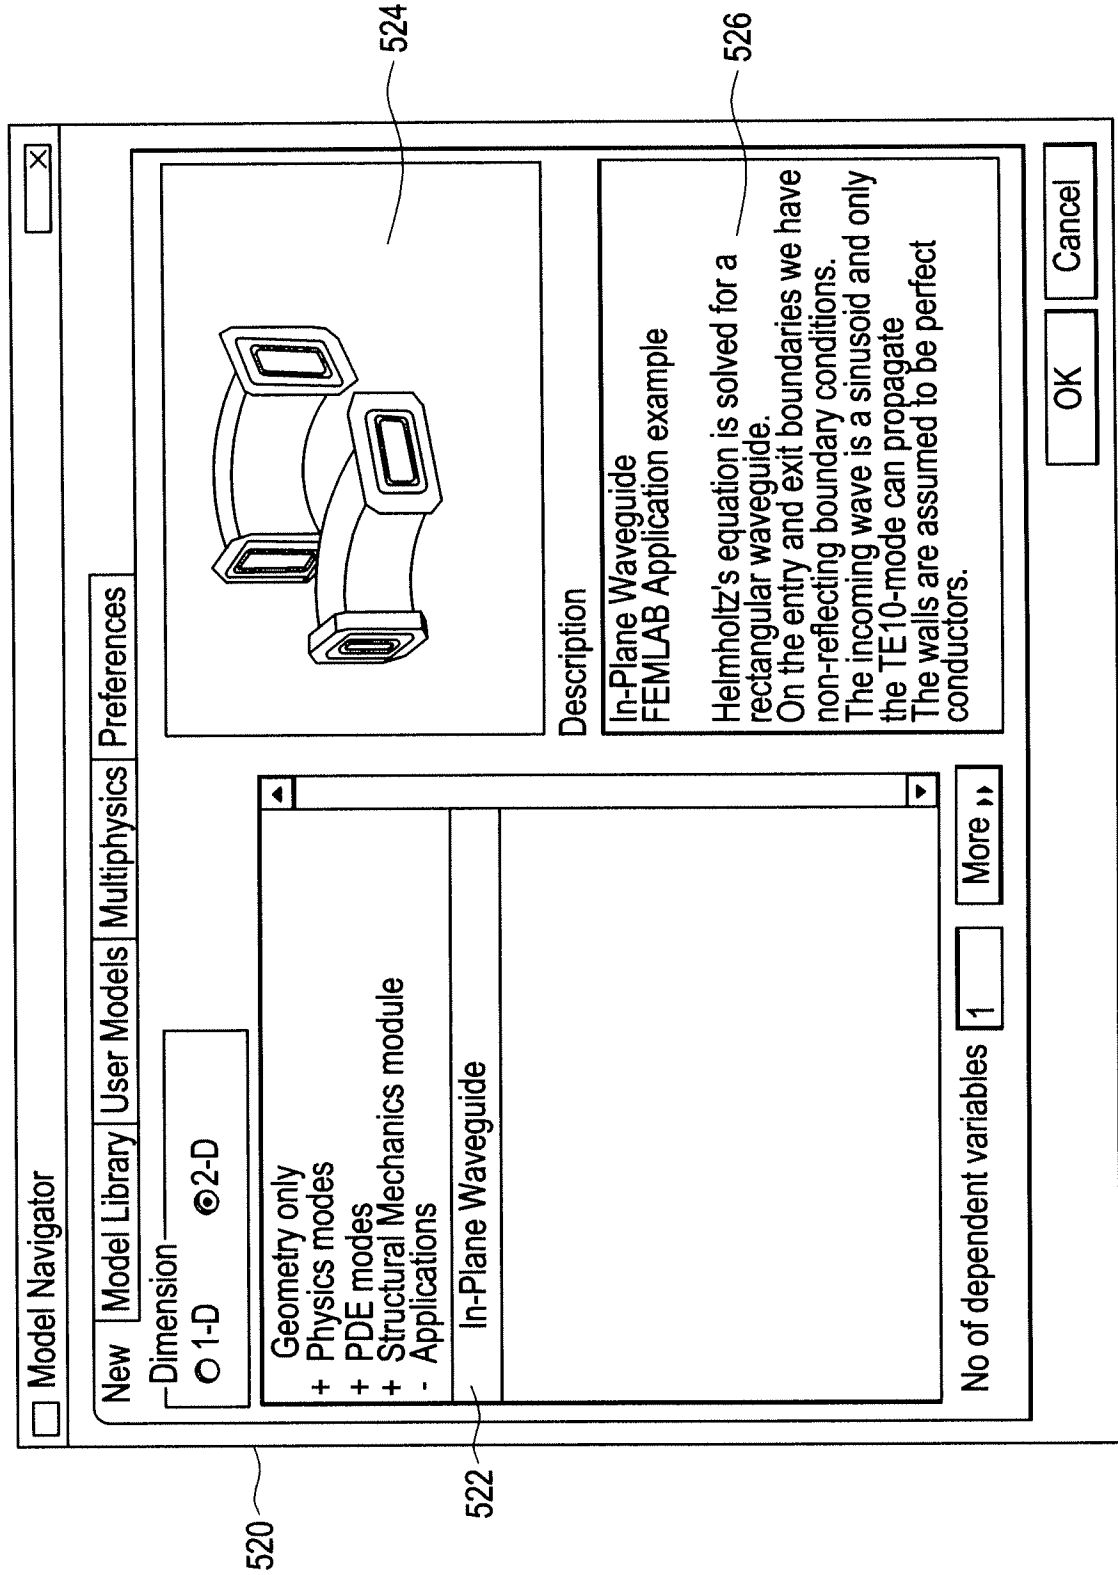 Model Navigator
X
New
Model Library
User Models
Multiphysics
Preferences
Dimension
1-D
2-D
Geometry only
+ Physics modes
+ PDE modes
+ Structural Mechanics module
- Applications
In-Plane Waveguide
No of dependent variables
1
More
Description
In-Plane Waveguide
FEMLAB Application example
Helmholtz's equation is solved for a
rectangular waveguide.
On the entry and exit boundaries we have
non-reflecting boundary conditions.
The incoming wave is a sinusoid and only
the TE10-mode can propagate
The walls are assumed to be perfect
conductors.
OK
Cancel
520
522
524
526